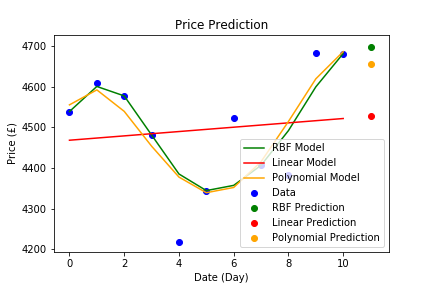 Price Prediction
4700
4600
4500
4400
4300
4200
Price (£)
0
2
4
6
8
10
Date (Day)
RBF Model
Linear Model
Polynomial Model
Data
RBF Prediction
Linear Prediction
Polynomial Prediction